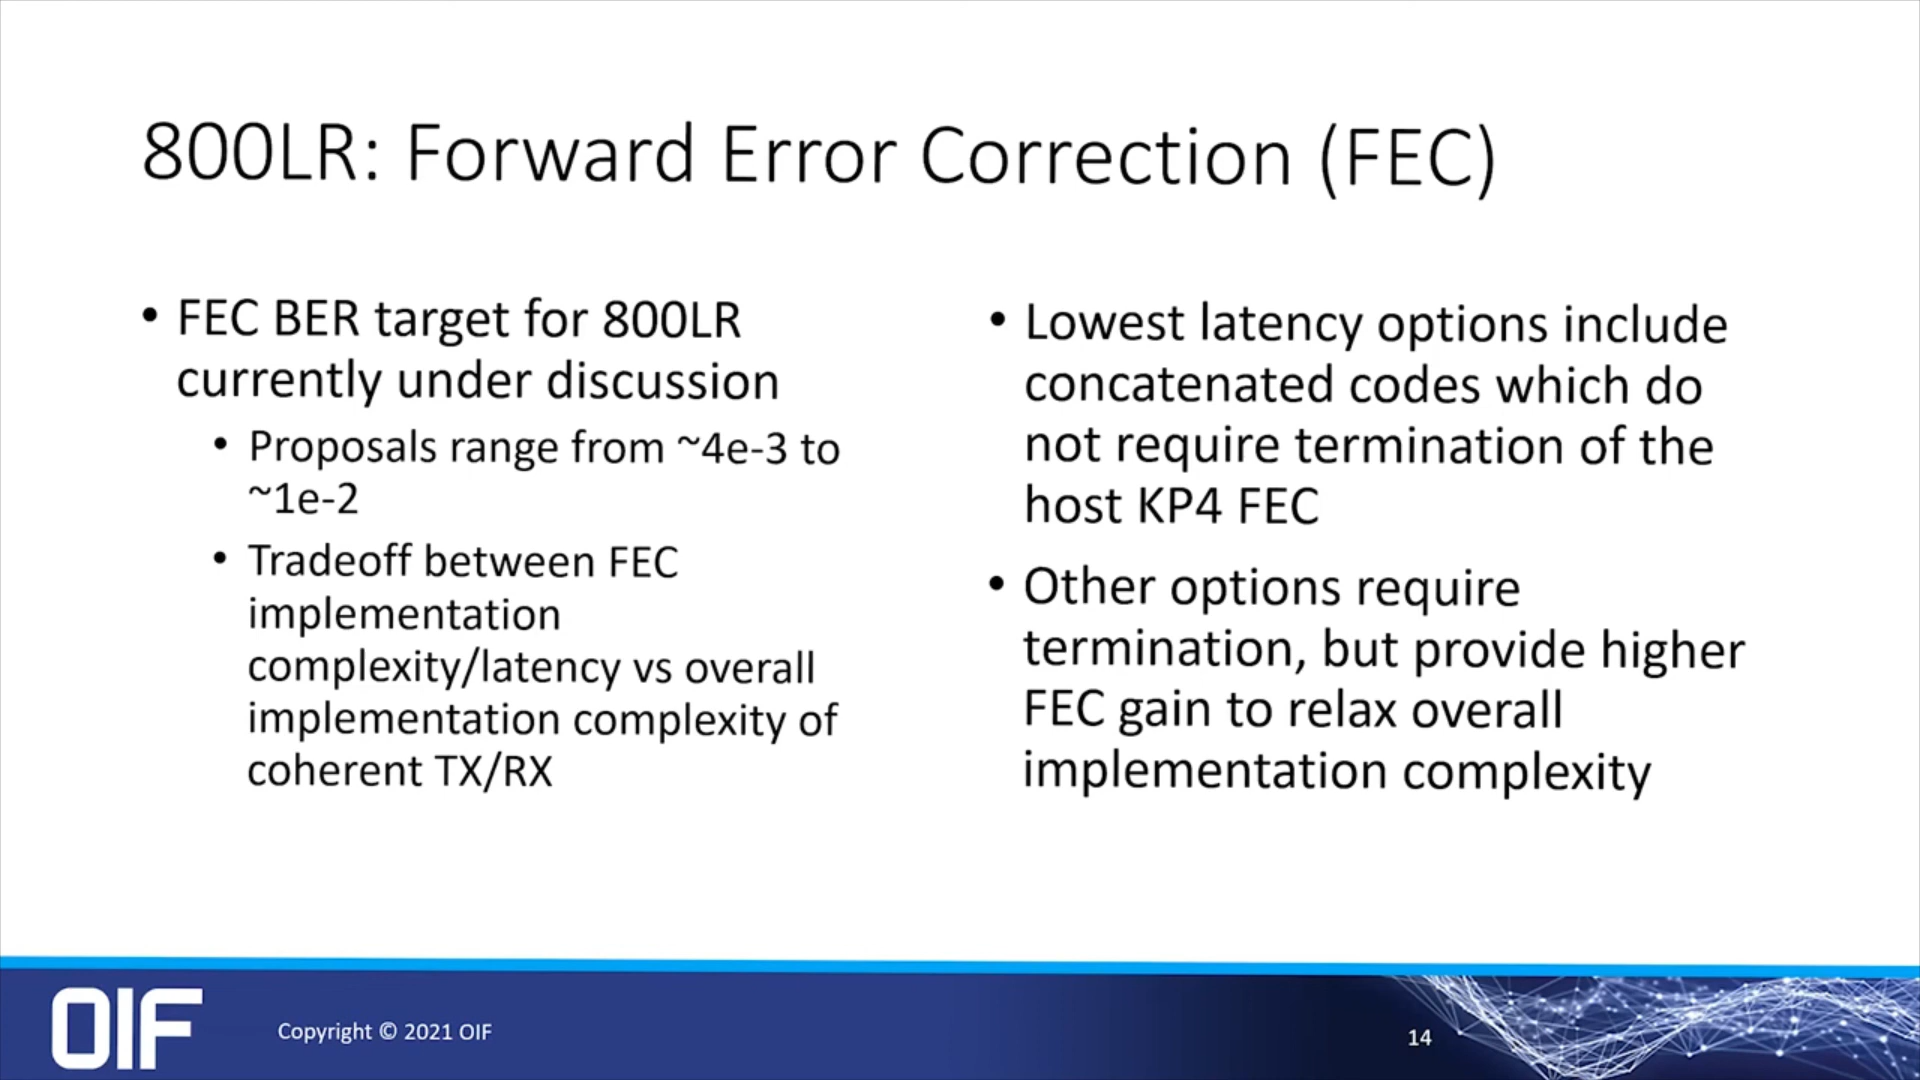 800LR: Forward Error Correction (FEC)
• FEC BER target for 800LR
currently under discussion
• Proposals range from ~4e-3 to
~1e-2
• Tradeoff between FEC
implementation
complexity/latency vs overall
implementation complexity of
coherent TX/RX
• Lowest latency options include
concatenated codes which do
not require termination of the
host KP4 FEC
• Other options require
termination, but provide higher
FEC gain to relax overall
implementation complexity
OIF
Copyright © 2021 OIF
14